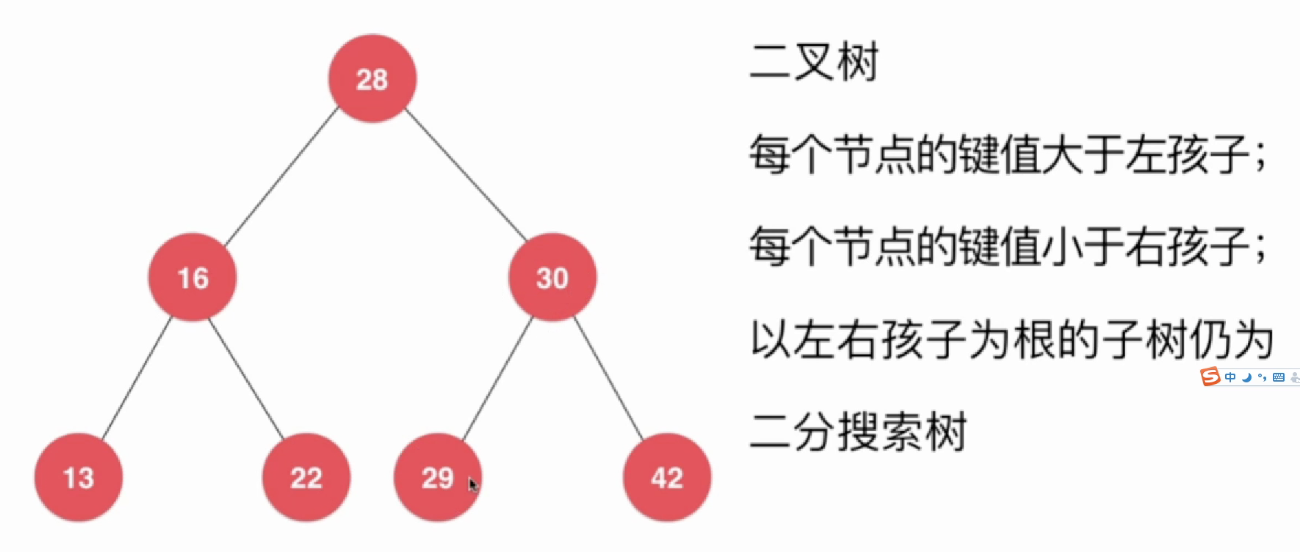 28
二叉树
每个节点的键值大于左孩子；
每个节点的键值小于右孩子；
16
30
以左右孩子为根的子树仍为
中
二分搜索树
13
22
29
42